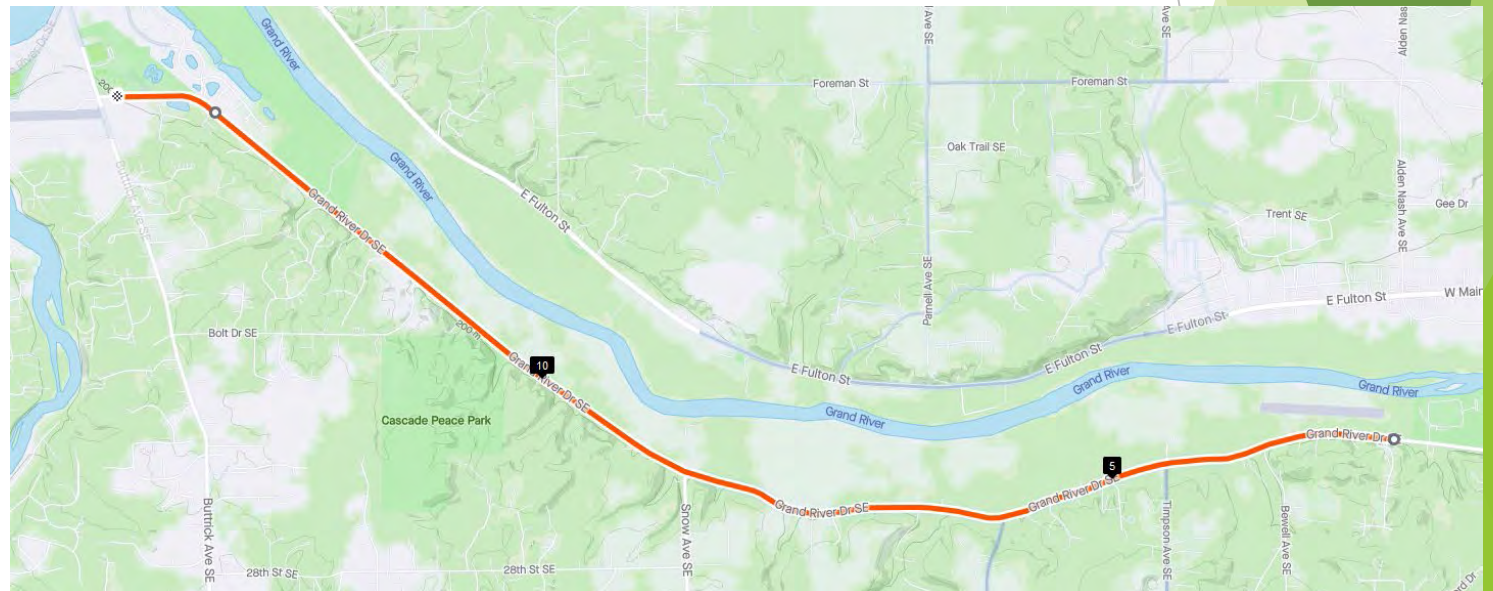 Grand River
Foreman St
Foreman St
Alden Nash Ave SE
Oak Trail SE
Grand River
E Fulton St
Gee Dr
Trent SE
Grand River Dr SE
Parnell Ave SE
E Fulton St
W Main
E Fulton St
Bolt Dr SE
200 m
10
Grand River Dr SE
E Fulton St
E Fulton St
Grand River
Grand River
Grand River
Cascade Peace Park
Grand River Dr
5
Grand River Dr SE
Grand River Dr SE
Buttrick Ave SE
Snow Ave SE
Timpson Ave SE
Bewell Ave SE
28th St SE
28th St SE